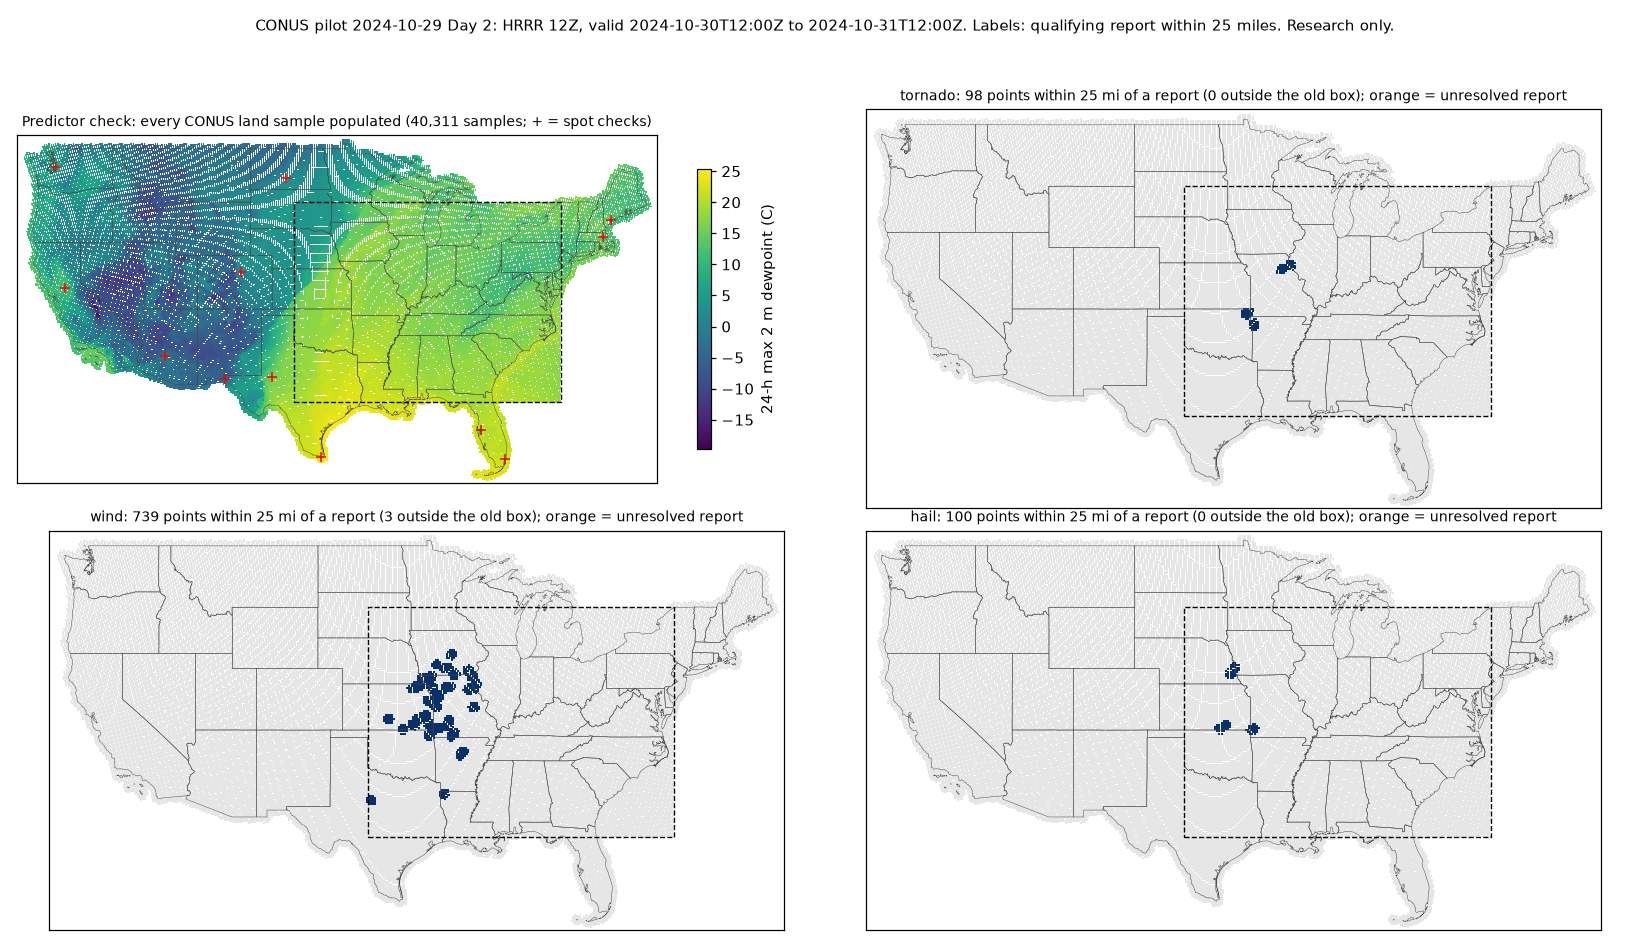 CONUS pilot 2024-10-29 Day 2: HRRR 12Z, valid 2024-10-30T12:00Z to 2024-10-31T12:00Z. Labels: qualifying report within 25 miles. Research only.
Predictor check: every CONUS land sample populated (40,311 samples; + = spot checks)
25
20
15
10
5
0
−5
−10
−15
24-h max 2 m dewpoint (C)
tornado: 98 points within 25 mi of a report (0 outside the old box); orange = unresolved report
wind: 739 points within 25 mi of a report (3 outside the old box); orange = unresolved report
hail: 100 points within 25 mi of a report (0 outside the old box); orange = unresolved report